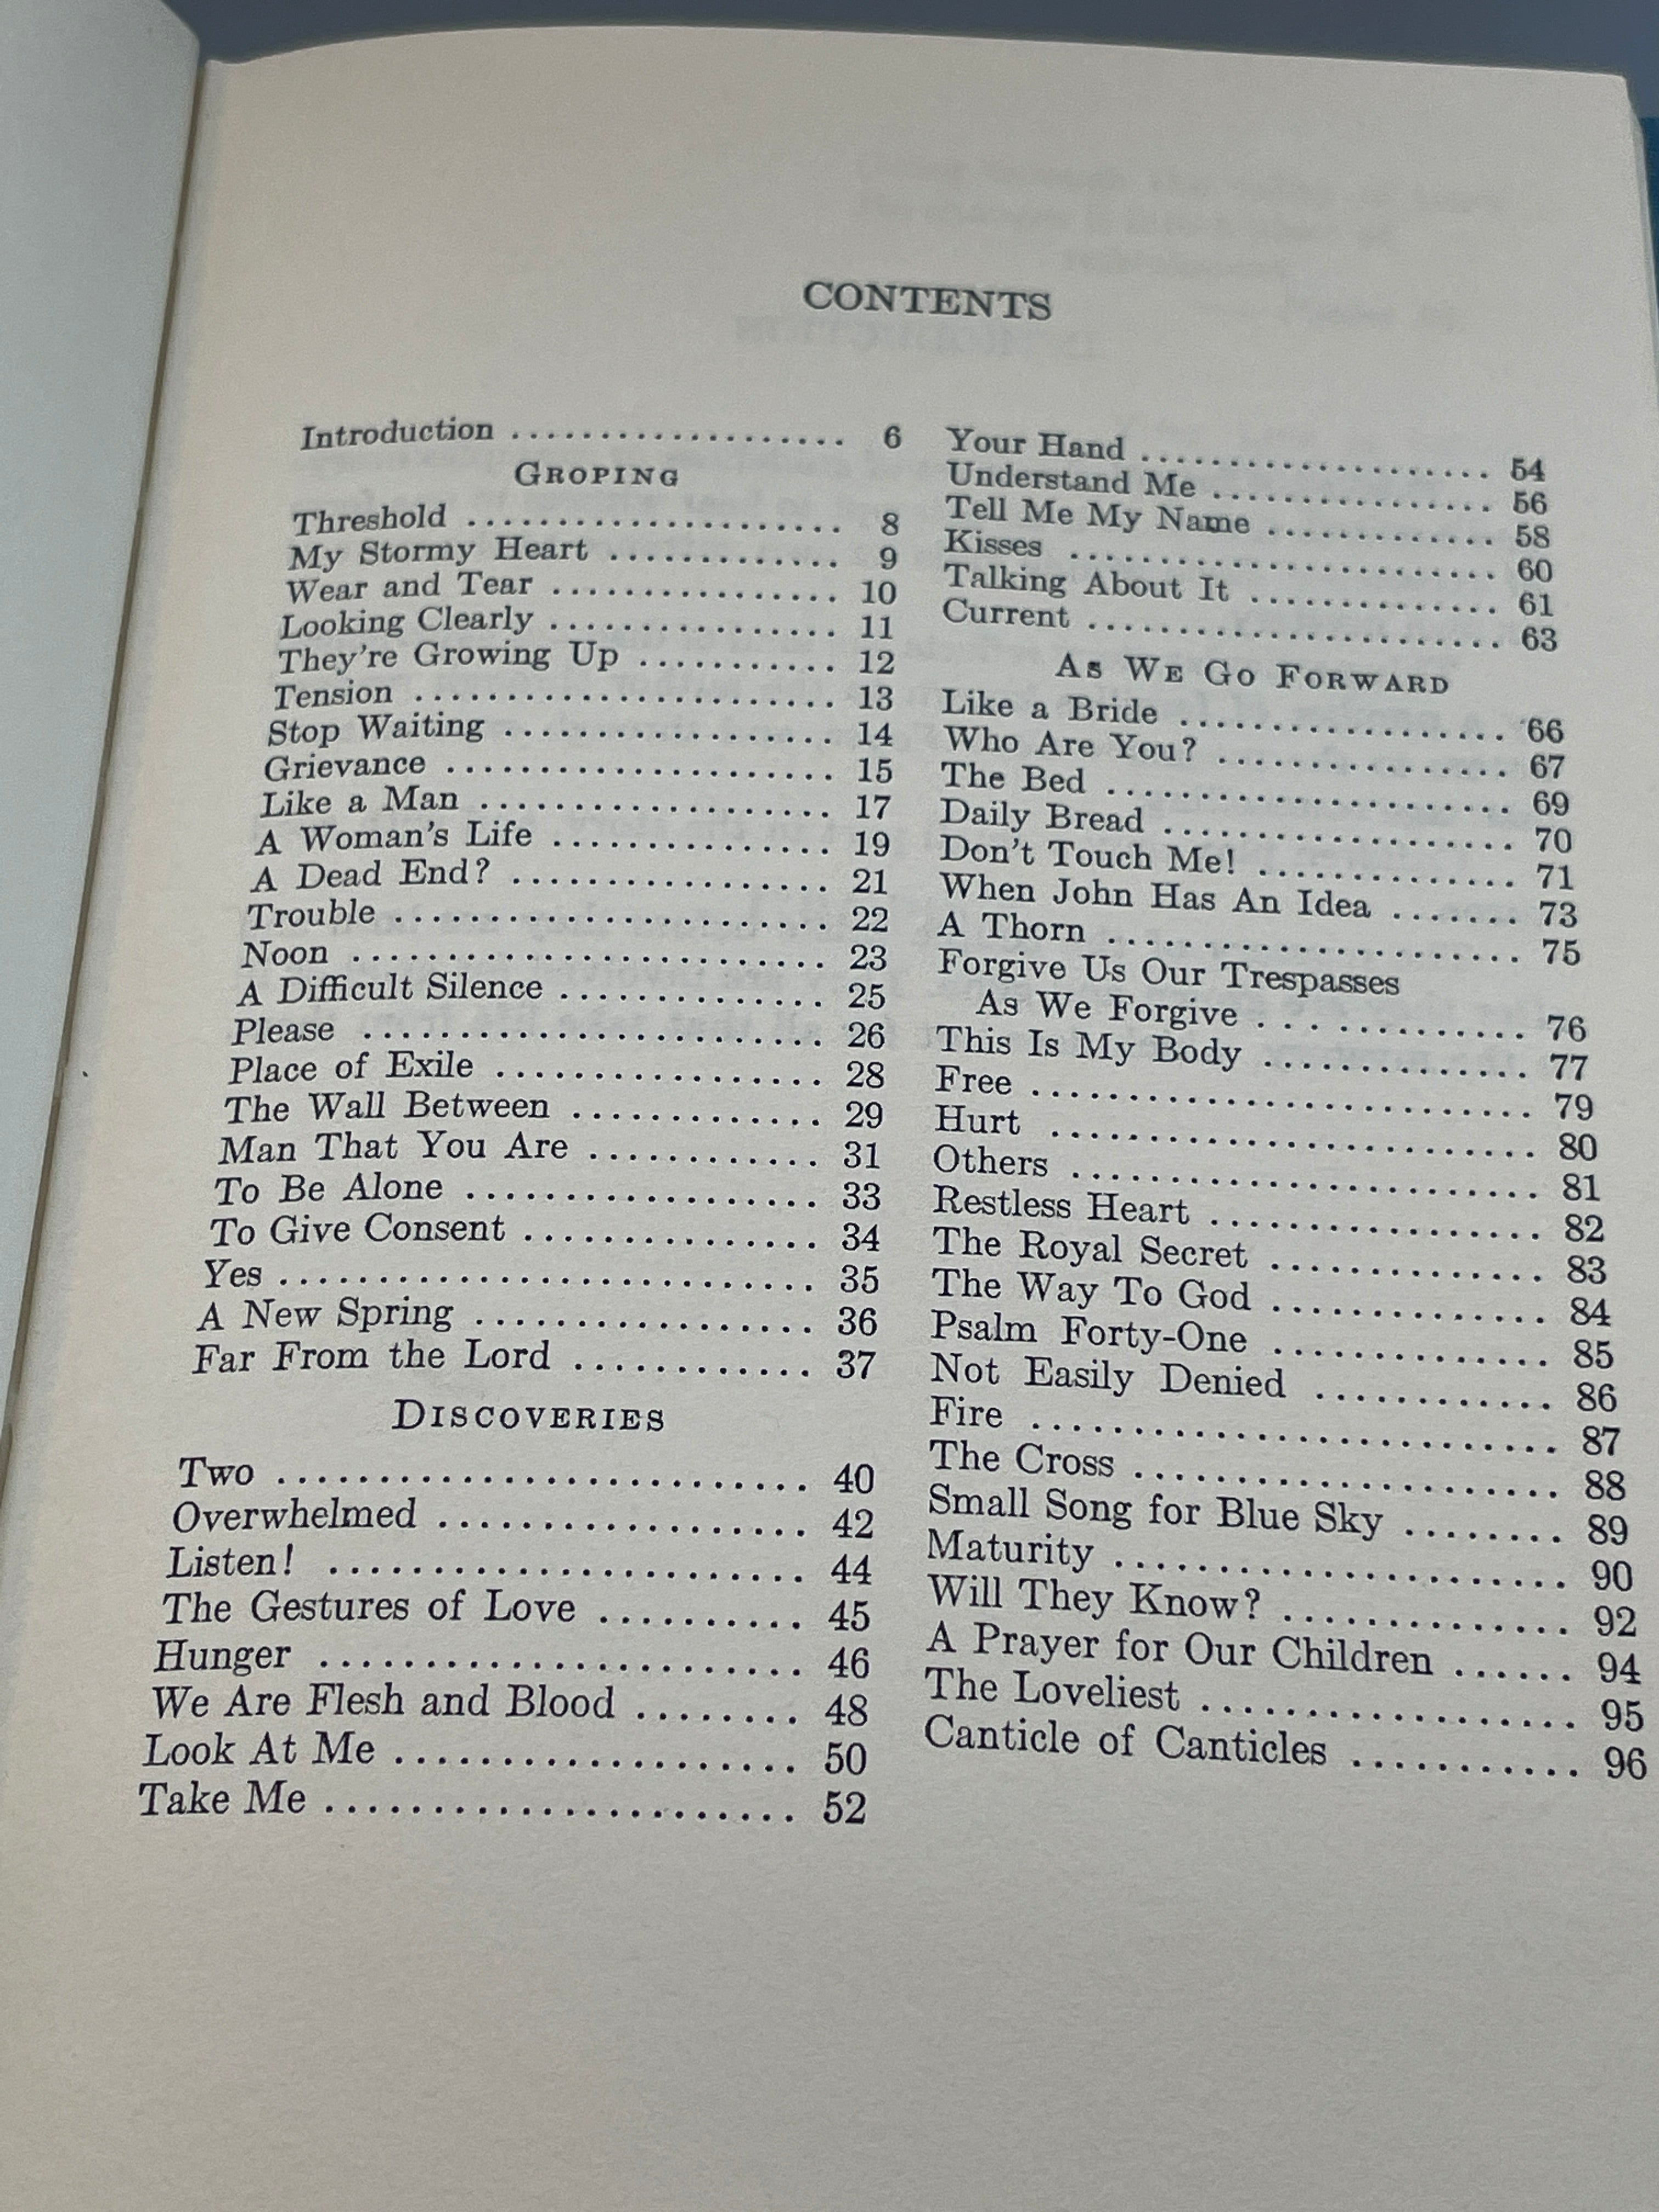 CONTENTS
Introduction ........................ 6
GROPING
Threshold .......................... 8
My Stormy Heart ............. 9
Wear and Tear ................. 10
Looking Clearly ................. 11
They're Growing Up ........... 12
Tension ........................ 13
Stop Waiting ................... 14
Grievance ...................... 15
Like a Man ..................... 17
A Woman's Life ................ 19
A Dead End? ................... 21
Trouble ........................ 22
Noon ........................... 23
A Difficult Silence .............. 25
Please .......................... 26
Place of Exile .................. 28
The Wall Between ............. 29
Man That You Are ............ 31
To Be Alone .................... 33
To Give Consent ................ 34
Yes ............................. 35
A New Spring .................. 36
Far From the Lord ............ 37
DISCOVERIES
Two ............................ 40
Overwhelmed .................. 42
Listen! ........................ 44
The Gestures of Love ......... 45
Hunger ........................ 46
We Are Flesh and Blood ....... 48
Look At Me .................... 50
Take Me ....................... 52
Your Hand .................... 54
Understand Me ................ 56
Tell Me My Name ............. 58
Kisses ........................ 60
Talking About It .............. 61
Current ....................... 63
AS WE GO FORWARD
Like a Bride ................... 66
Who Are You? ................ 67
The Bed ....................... 69
Daily Bread ................... 70
Don't Touch Me! .............. 71
When John Has An Idea ....... 73
A Thorn ....................... 75
Forgive Us Our Trespasses
As We Forgive ............... 76
This Is My Body .............. 77
Free ........................... 79
Hurt .......................... 80
Others ......................... 81
Restless Heart ................. 82
The Royal Secret .............. 83
The Way To God .............. 84
Psalm Forty-One .............. 85
Not Easily Denied ............ 86
Fire ........................... 87
The Cross ..................... 88
Small Song for Blue Sky ........ 89
Maturity ....................... 90
Will They Know? .............. 92
A Prayer for Our Children ...... 94
The Loveliest .................. 95
Canticle of Canticles ........... 96